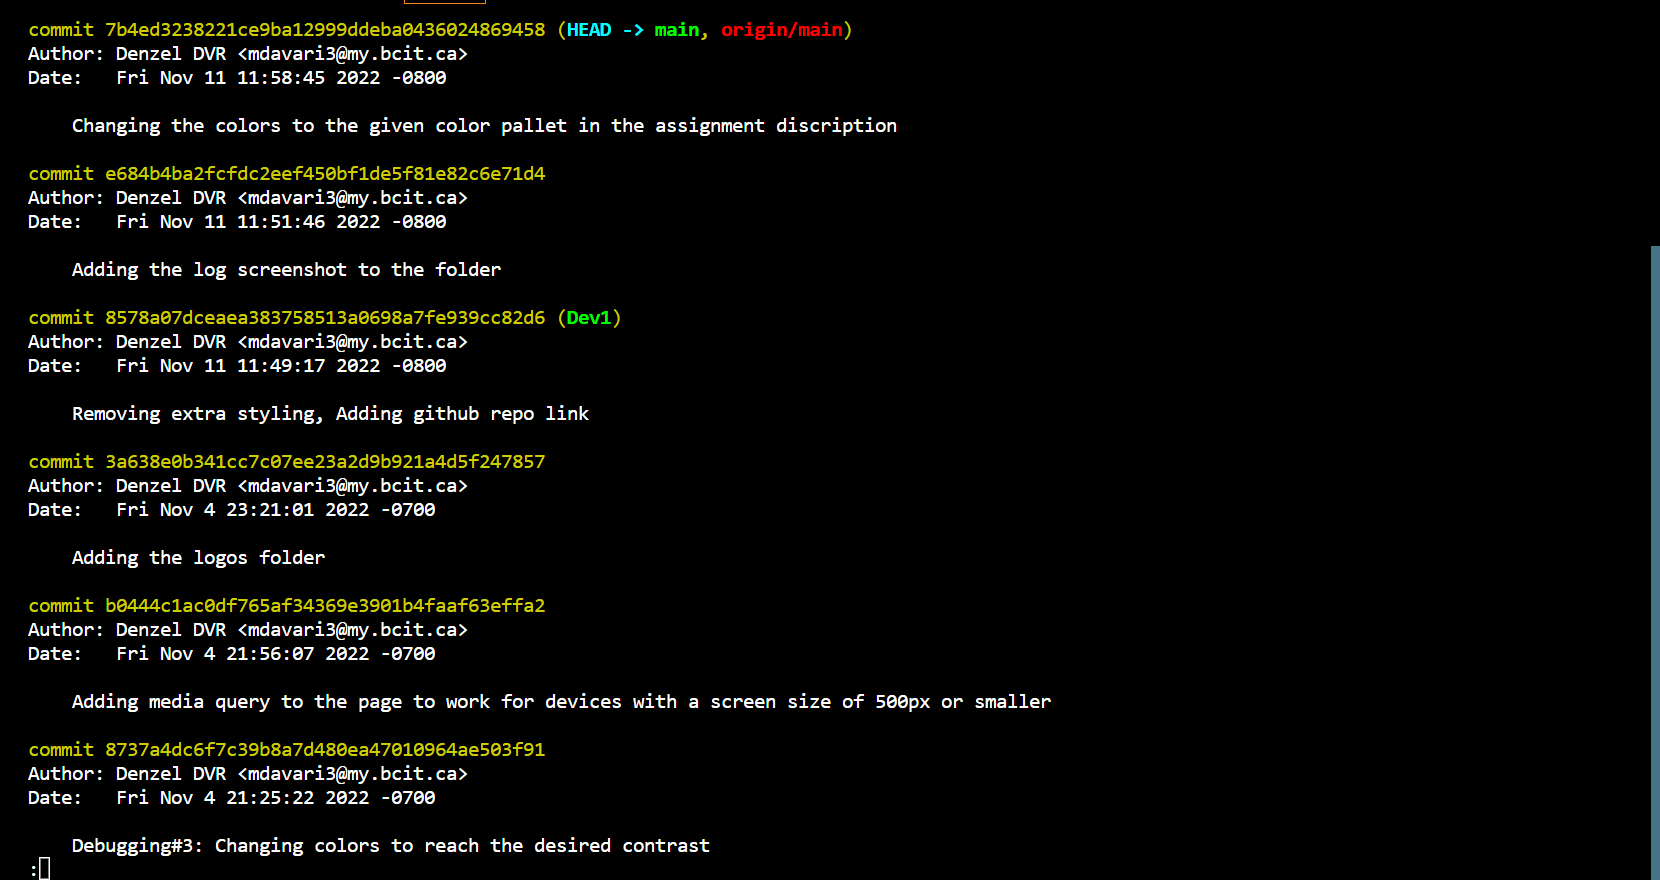 commit 7b4ed3238221ce9ba12999ddeba0436024869458 (HEAD -> main, origin/main)
Author: Denzel DVR <mdavari3@my.bcit.ca>
Date:   Fri Nov 11 11:58:45 2022 -0800

    Changing the colors to the given color pallet in the assignment discription

commit e684b4ba2fcfdc2eef450bf1de5f81e82c6e71d4
Author: Denzel DVR <mdavari3@my.bcit.ca>
Date:   Fri Nov 11 11:51:46 2022 -0800

    Adding the log screenshot to the folder

commit 8578a07dceaea383758513a0698a7fe939cc82d6 (Dev1)
Author: Denzel DVR <mdavari3@my.bcit.ca>
Date:   Fri Nov 11 11:49:17 2022 -0800

    Removing extra styling, Adding github repo link

commit 3a638e0b341cc7c07ee23a2d9b921a4d5f247857
Author: Denzel DVR <mdavari3@my.bcit.ca>
Date:   Fri Nov 4 23:21:01 2022 -0700

    Adding the logos folder

commit b0444c1ac0df765af34369e3901b4faaf63effa2
Author: Denzel DVR <mdavari3@my.bcit.ca>
Date:   Fri Nov 4 21:56:07 2022 -0700

    Adding media query to the page to work for devices with a screen size of 500px or smaller

commit 8737a4dc6f7c39b8a7d480ea47010964ae503f91
Author: Denzel DVR <mdavari3@my.bcit.ca>
Date:   Fri Nov 4 21:25:22 2022 -0700

    Debugging#3: Changing colors to reach the desired contrast
: